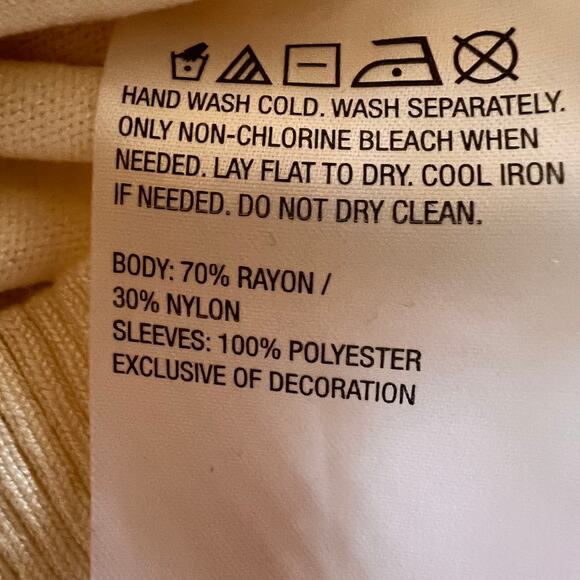 HAND WASH COLD. WASH SEPARATELY.
ONLY NON-CHLORINE BLEACH WHEN
NEEDED. LAY FLAT TO DRY. COOL IRON
IF NEEDED. DO NOT DRY CLEAN.
BODY: 70% RAYON /
30% NYLON
SLEEVES: 100% POLYESTER
EXCLUSIVE OF DECORATION